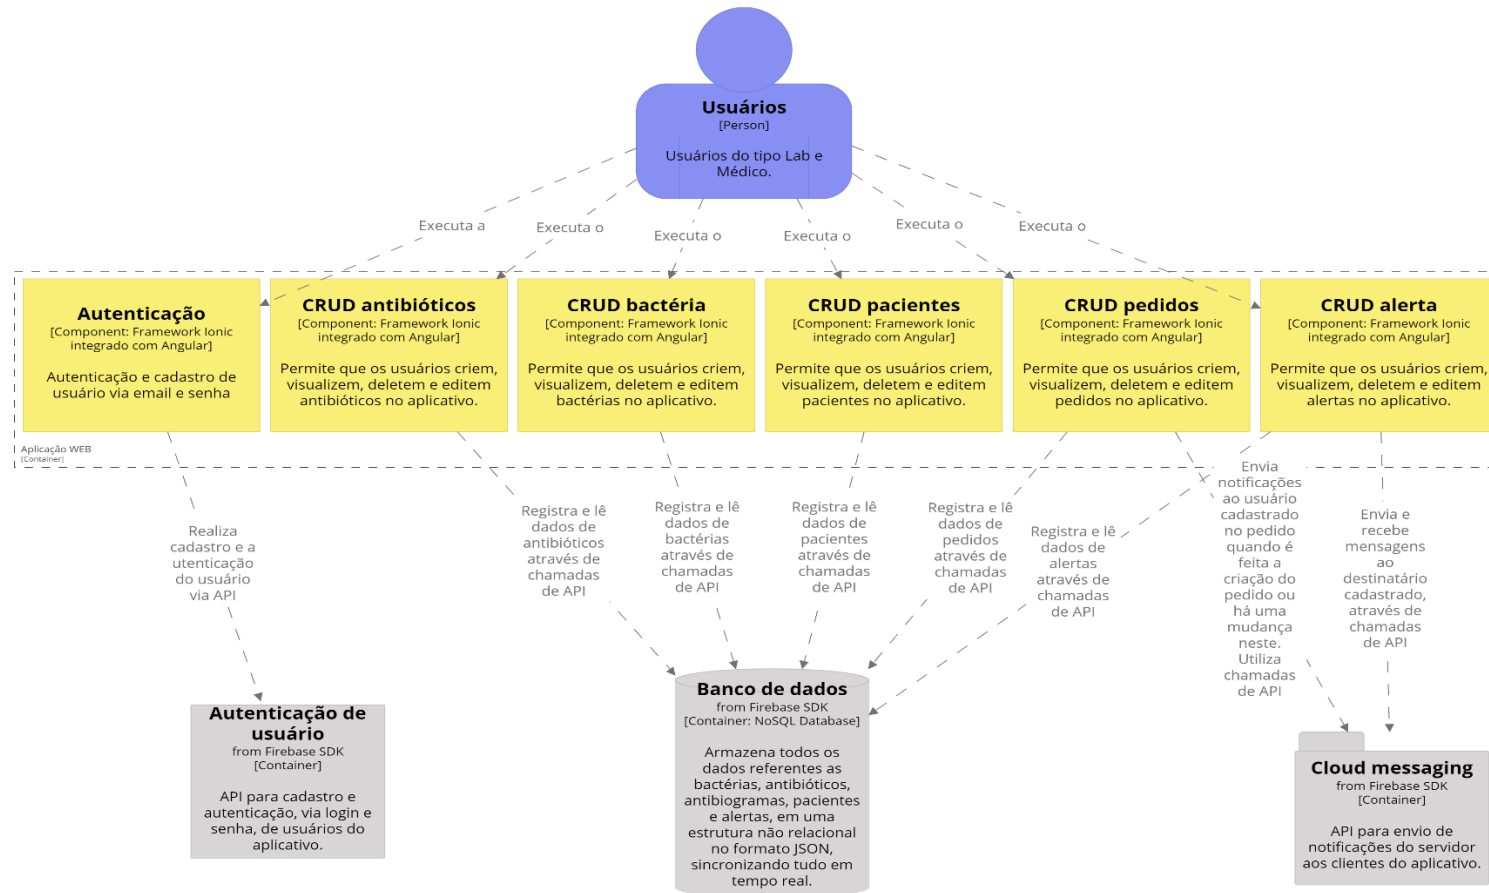 Usuários
[Person]
Usuários do tipo Lab e
Médico.
Executa a
Executa o
Executa o
Executa o
Executa o
Executa o
Autenticação
[Component: Framework Ionic
integrado com Angular]
Autenticação e cadastro de
usuário via email e senha
CRUD antibióticos
[Component: Framework Ionic
integrado com Angular]
Permite que os usuários criem,
visualizem, deletem e editem
antibióticos no aplicativo.
CRUD bactéria
[Component: Framework Ionic
integrado com Angular]
Permite que os usuários criem,
visualizem, deletem e editem
bactérias no aplicativo.
CRUD pacientes
[Component: Framework Ionic
integrado com Angular]
Permite que os usuários criem,
visualizem, deletem e editem
pacientes no aplicativo.
CRUD pedidos
[Component: Framework Ionic
integrado com Angular]
Permite que os usuários criem,
visualizem, deletem e editem
pedidos no aplicativo.
CRUD alerta
[Component: Framework Ionic
integrado com Angular]
Permite que os usuários criem,
visualizem, deletem e editem
alertas no aplicativo.
Aplicação WEB
[Container]
Realiza
cadastro e a
utenticação
do usuário
via API
Registra e lê
dados de
antibióticos
através de
chamadas
de API
Registra e lê
dados de
bactérias
através de
chamadas
de API
Registra e lê
dados de
pacientes
através de
chamadas
de API
Registra e lê
dados de
pedidos
através de
chamadas
de API
Registra e lê
dados de
alertas
através de
chamadas
de API
Envia
notificações
ao usuário
cadastrado
no pedido
quando é
feita a
criação do
pedido ou
há uma
mudança
neste.
Utiliza
chamadas
de API
Envia e
recebe
mensagens
ao
destinatário
cadastrado,
através de
chamadas
de API
Autenticação de
usuário
from Firebase SDK
[Container]
API para cadastro e
autenticação, via login e
senha, de usuários do
aplicativo.
Banco de dados
from Firebase SDK
[Container: NoSQL Database]
Armazena todos os
dados referentes as
bactérias, antibióticos,
antibiogramas, pacientes
e alertas, em uma
estrutura não relacional
no formato JSON,
sincronizando tudo em
tempo real.
Cloud messaging
from Firebase SDK
[Container]
API para envio de
notificações do servidor
aos clientes do aplicativo.